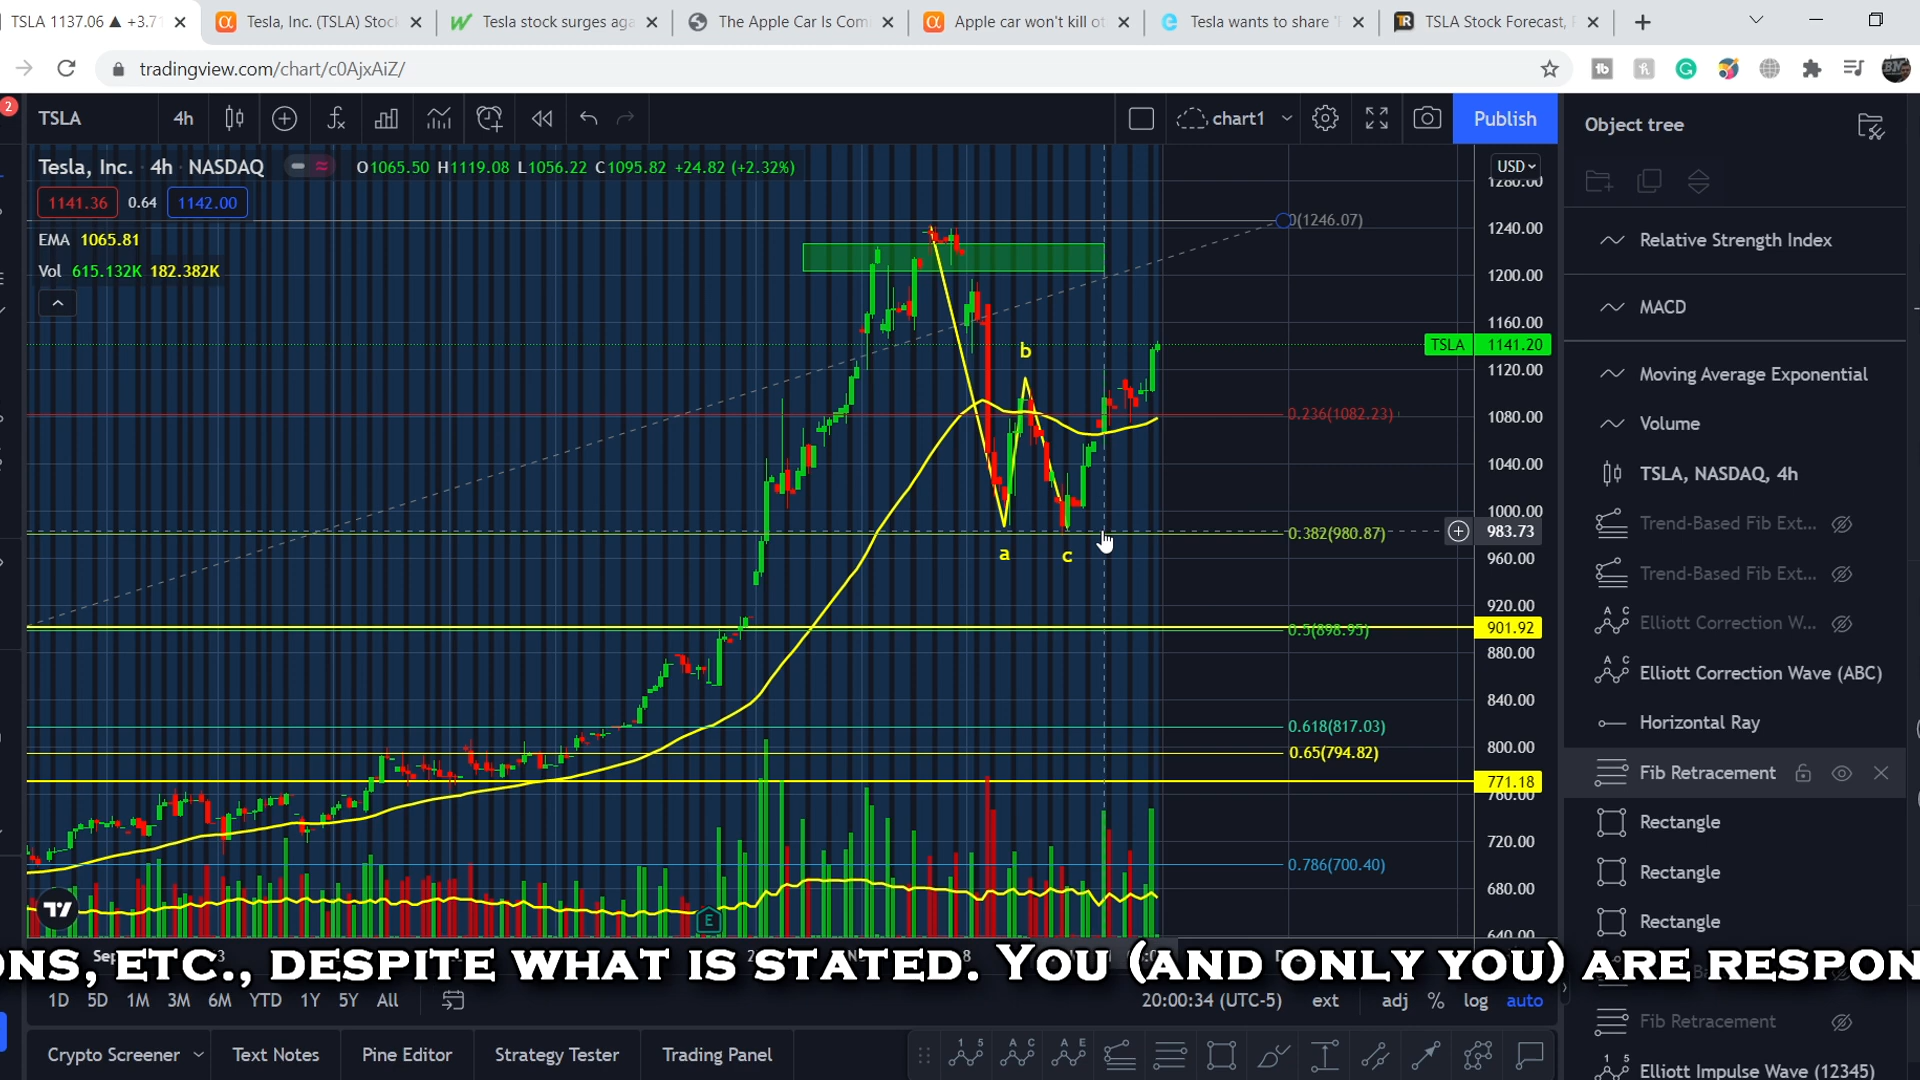 TSLA 1137.06 ▲ +3.7
Tesla, Inc. (TSLA) Stoc
Tesla stock surges aga
The Apple Car Is Com
Apple car won't kill ot
Tesla wants to share '
TR
TSLA Stock Forecast,
tradingview.com/chart/c0AjxAiZ/
2
TSLA
4h
chart1
Publish
Object tree
Tesla, Inc. 4h NASDAQ
O1065.50 H1119.08 L1056.22 C1095.82 +24.82 (+2.32%)
USD
1141.36 0.64 1142.00
EMA 1065.81
Vol 615.132K 182.382K
0(1246.07)
0.236(1082.23)
0.382(980.87)
0.5(898.95)
0.618(817.03)
0.65(794.82)
0.786(700.40)
a
b
c
E
1280.00
1240.00
1200.00
1160.00
TSLA 1141.20
1120.00
1080.00
1040.00
1000.00
983.73
960.00
920.00
901.92
880.00
840.00
800.00
771.18
760.00
720.00
680.00
640.00
Relative Strength Index
MACD
Moving Average Exponential
Volume
TSLA, NASDAQ, 4h
Trend-Based Fib Ext...
Trend-Based Fib Ext...
Elliott Correction W...
Elliott Correction Wave (ABC)
Horizontal Ray
Fib Retracement
Rectangle
Rectangle
Rectangle
Fib Retracement
Elliott Impulse Wave (12345)
ONS, ETC., DESPITE WHAT IS STATED. YOU (AND ONLY YOU) ARE RESPON
1D 5D 1M 3M 6M YTD 1Y 5Y All
20:00:34 (UTC-5) ext adj % log auto
Crypto Screener
Text Notes
Pine Editor
Strategy Tester
Trading Panel